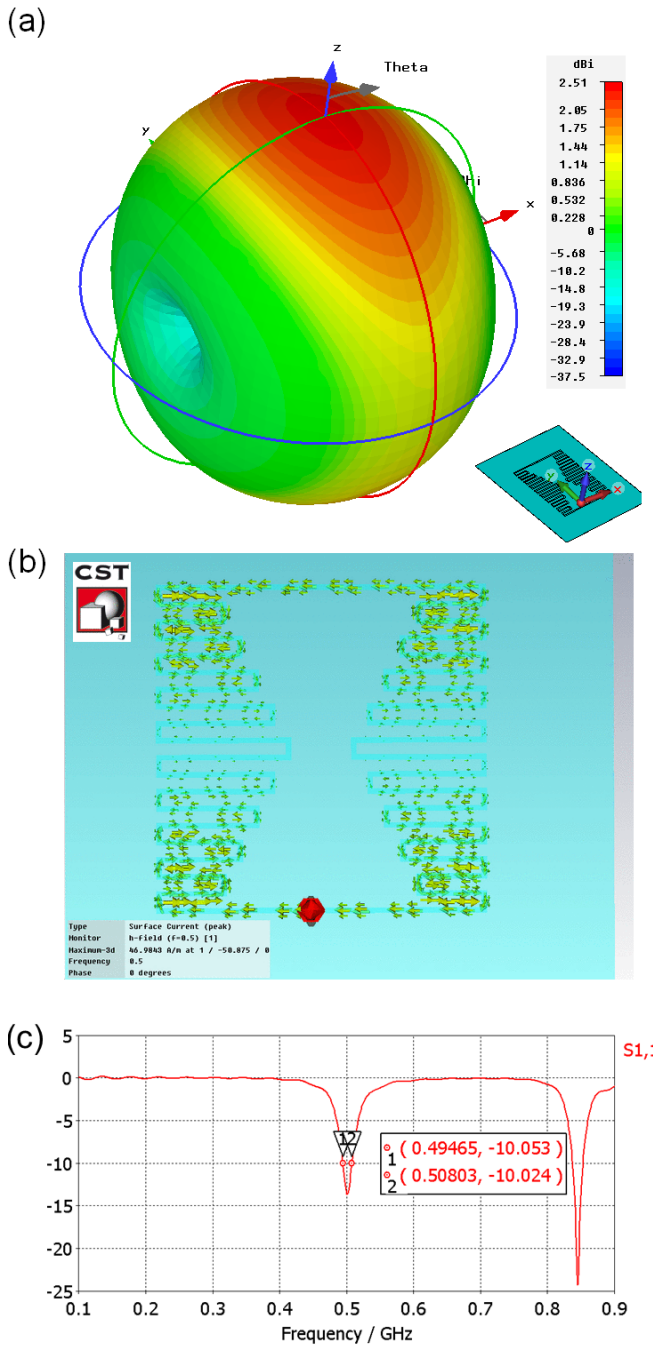 (a)
z
Theta
y
hi
x
dBi
2.51
2.05
1.75
1.44
1.14
0.836
0.532
0.228
0
-5.68
-10.2
-14.8
-19.3
-23.9
-28.4
-32.9
-37.5
Z
Y
X
(b)
CST
Type Surface Current (peak)
Monitor h-field (f=0.5) [1]
Maximum-3d 46.9843 A/m at 1 / -50.875 / 0
Frequency 0.5
Phase 0 degrees
(c)
5
0
-5
-10
-15
-20
-25
S1,
12
1 ( 0.49465, -10.053 )
2 ( 0.50803, -10.024 )
0.1 0.2 0.3 0.4 0.5 0.6 0.7 0.8 0.9
Frequency / GHz